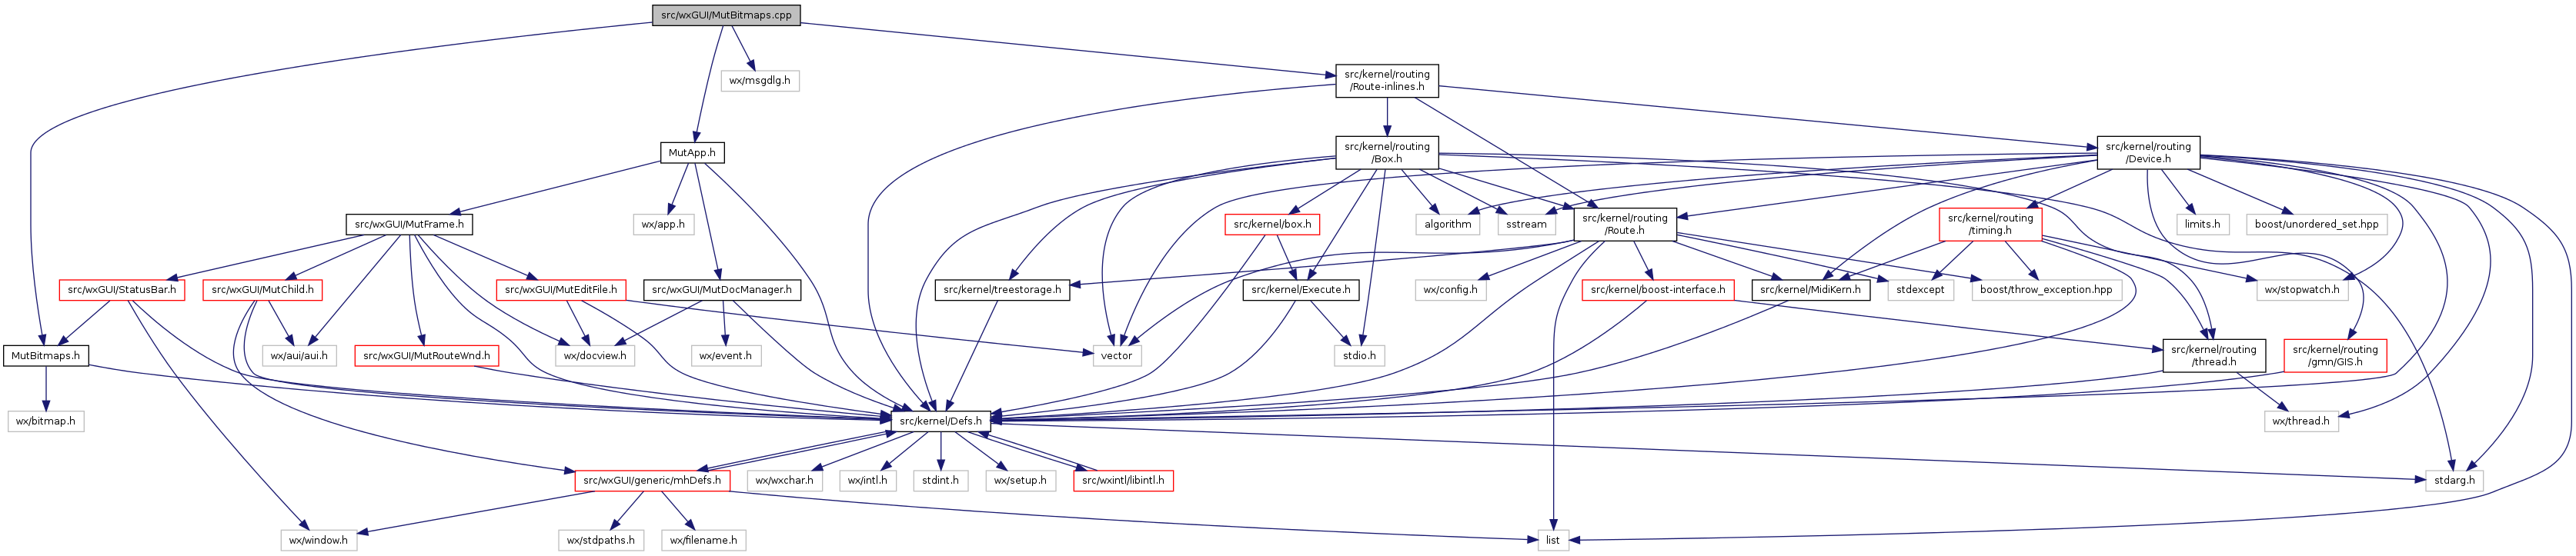 src/wxGUI/MutBitmaps.cpp
wx/msgdlg.h
src/kernel/routing
/Route-inlines.h
MutApp.h
src/kernel/routing
/Box.h
src/kernel/routing
/Device.h
src/wxGUI/MutFrame.h
wx/app.h
src/kernel/box.h
algorithm
sstream
src/kernel/routing
/Route.h
src/kernel/routing
/timing.h
limits.h
boost/unordered_set.hpp
src/wxGUI/StatusBar.h
src/wxGUI/MutChild.h
src/wxGUI/MutEditFile.h
src/wxGUI/MutDocManager.h
src/kernel/treestorage.h
src/kernel/Execute.h
wx/config.h
src/kernel/boost-interface.h
src/kernel/MidiKern.h
stdexcept
boost/throw_exception.hpp
wx/stopwatch.h
MutBitmaps.h
wx/aui/aui.h
src/wxGUI/MutRouteWnd.h
wx/docview.h
wx/event.h
vector
stdio.h
src/kernel/routing
/thread.h
src/kernel/routing
/gmn/GIS.h
wx/bitmap.h
src/kernel/Defs.h
wx/thread.h
src/wxGUI/generic/mhDefs.h
wx/wxchar.h
wx/intl.h
stdint.h
wx/setup.h
src/wxintl/libintl.h
stdarg.h
wx/window.h
wx/stdpaths.h
wx/filename.h
list